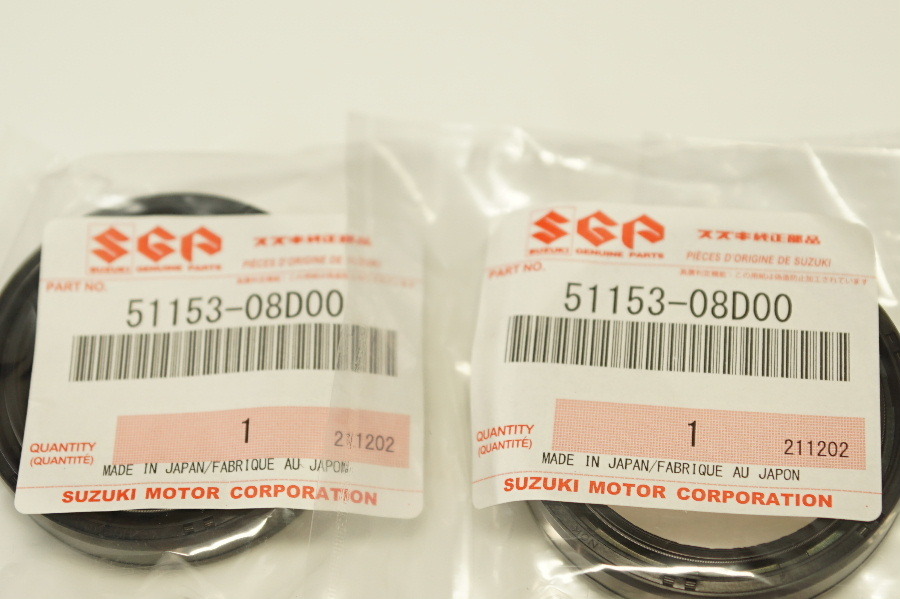 SGP
SUZUKI GENUINE PARTS
スズキ純正部品
PIÈCES D'ORIGINE DE SUZUKI
PART NO.
51153-08D00
1
211202
QUANTITY
(QUANTITÉ)
MADE IN JAPAN/FABRIQUE AU JAPON
SUZUKI MOTOR CORPORATION
SGP
SUZUKI GENUINE PARTS
スズキ純正部品
PIÈCES D'ORIGINE DE SUZUKI
PART NO.
51153-08D00
1
211202
QUANTITY
(QUANTITÉ)
MADE IN JAPAN/FABRIQUE AU JAPON
SUZUKI MOTOR CORPORATION